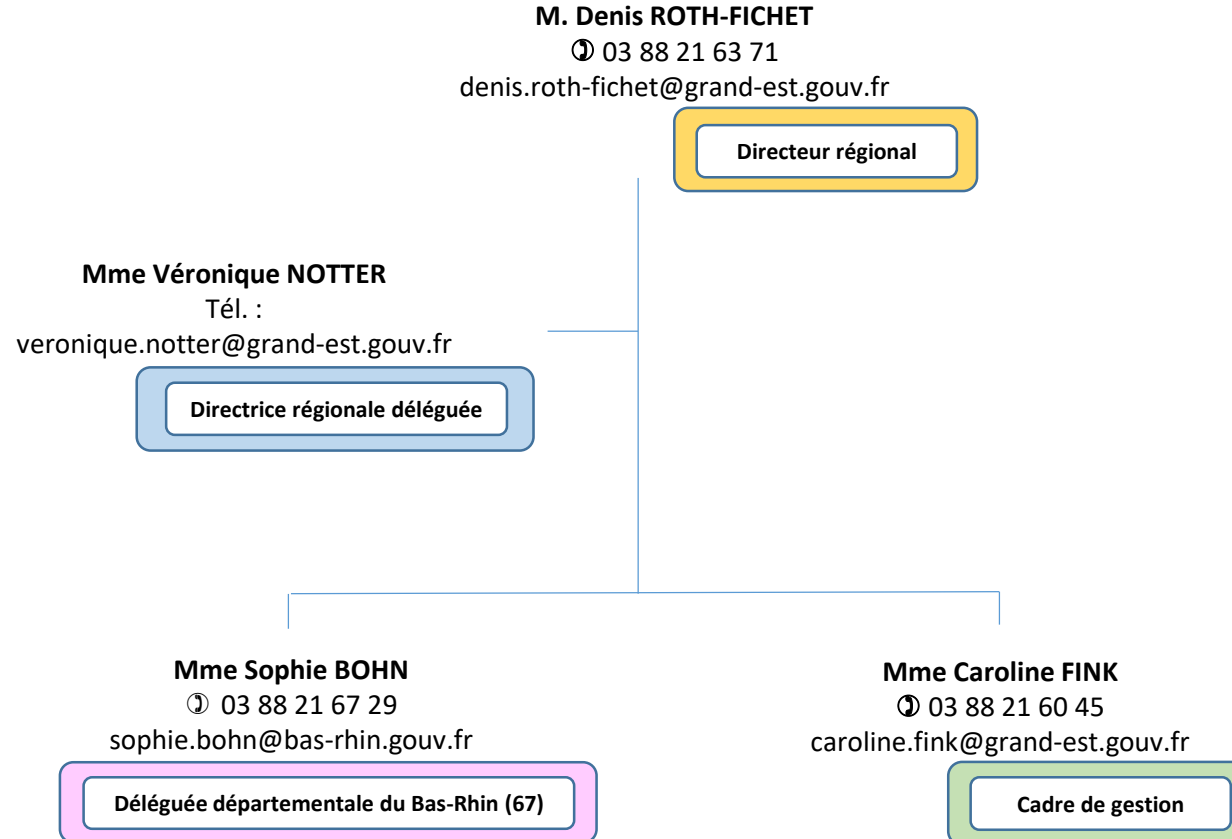 M. Denis ROTH-FICHET
✆ 03 88 21 63 71
denis.roth-fichet@grand-est.gouv.fr
Directeur régional
Mme Véronique NOTTER
Tél. :
veronique.notter@grand-est.gouv.fr
Directrice régionale déléguée
Mme Sophie BOHN
✆ 03 88 21 67 29
sophie.bohn@bas-rhin.gouv.fr
Déléguée départementale du Bas-Rhin (67)
Mme Caroline FINK
✆ 03 88 21 60 45
caroline.fink@grand-est.gouv.fr
Cadre de gestion